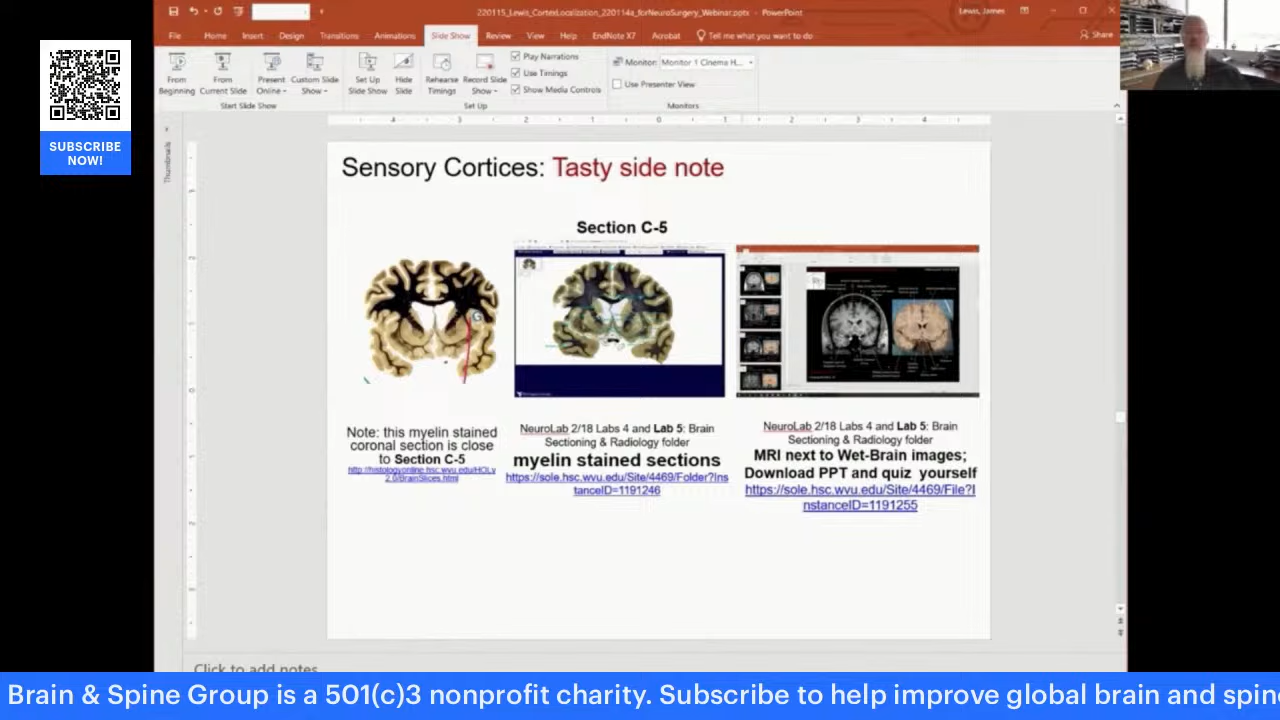 220115_Lewis_CortexLocalization_220114a_forNeuroSurgery_Webinar.pptx - PowerPoint
Lewis, James
File
Home
Insert
Design
Transitions
Animations
Slide Show
Review
View
Help
EndNote X7
Acrobat
Tell me what you want to do
Share
From
Beginning
From
Current Slide
Present
Online
Custom Slide
Show
Set Up
Slide Show
Hide
Slide
Rehearse
Timings
Record Slide
Show
Play Narrations
Use Timings
Show Media Controls
Monitor:
Monitor 1 Cinema H...
Use Presenter View
Start Slide Show
Set Up
Monitors
SUBSCRIBE
NOW!
Thumbnails
Sensory Cortices: Tasty side note
Section C-5
Note: this myelin stained
coronal section is close
to Section C-5
http://histologyonline.hsc.wvu.edu/HOLv
2.6/BrainSlices.html
NeuroLab 2/18 Labs 4 and Lab 5: Brain
Sectioning & Radiology folder
myelin stained sections
https://sole.hsc.wvu.edu/Site/4469/Folder?Ins
tanceID=1191246
NeuroLab 2/18 Labs 4 and Lab 5: Brain
Sectioning & Radiology folder
MRI next to Wet-Brain images;
Download PPT and quiz yourself
https://sole.hsc.wvu.edu/Site/4469/File?I
nstanceID=1191255
Click to add notes
Brain & Spine Group is a 501(c)3 nonprofit charity. Subscribe to help improve global brain and spin